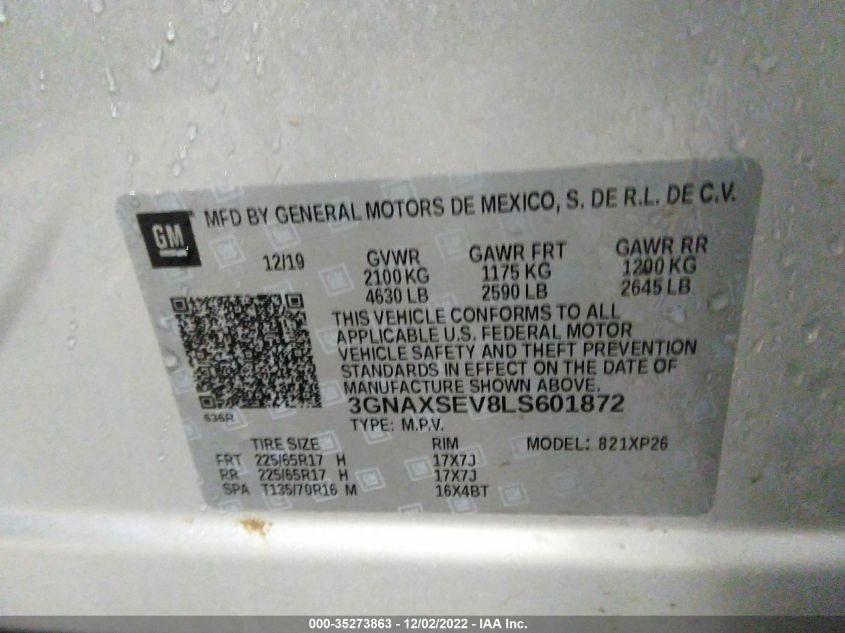 GM
MFD BY GENERAL MOTORS DE MEXICO, S. DE R.L. DE C.V.
12/19 GVWR GAWR FRT GAWR RR
2100 KG 1175 KG 1200 KG
4630 LB 2590 LB 2645 LB
THIS VEHICLE CONFORMS TO ALL
APPLICABLE U.S. FEDERAL MOTOR
VEHICLE SAFETY AND THEFT PREVENTION
STANDARDS IN EFFECT ON THE DATE OF
MANUFACTURE SHOWN ABOVE.
636R 3GNAXSEV8LS601872
TYPE: M.P.V.
TIRE SIZE RIM MODEL: 821XP26
FRT 225/65R17 H 17X7J
RR 225/65R17 H 17X7J
SPA T135/70R16 M 16X4BT
000-35273863 - 12/02/2022 - IAA Inc.